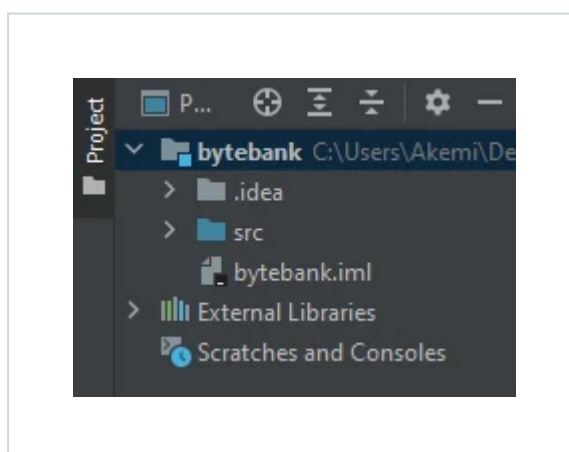 Project
P...
bytebank C:\Users\Akemi\De
.idea
src
bytebank.iml
External Libraries
Scratches and Consoles